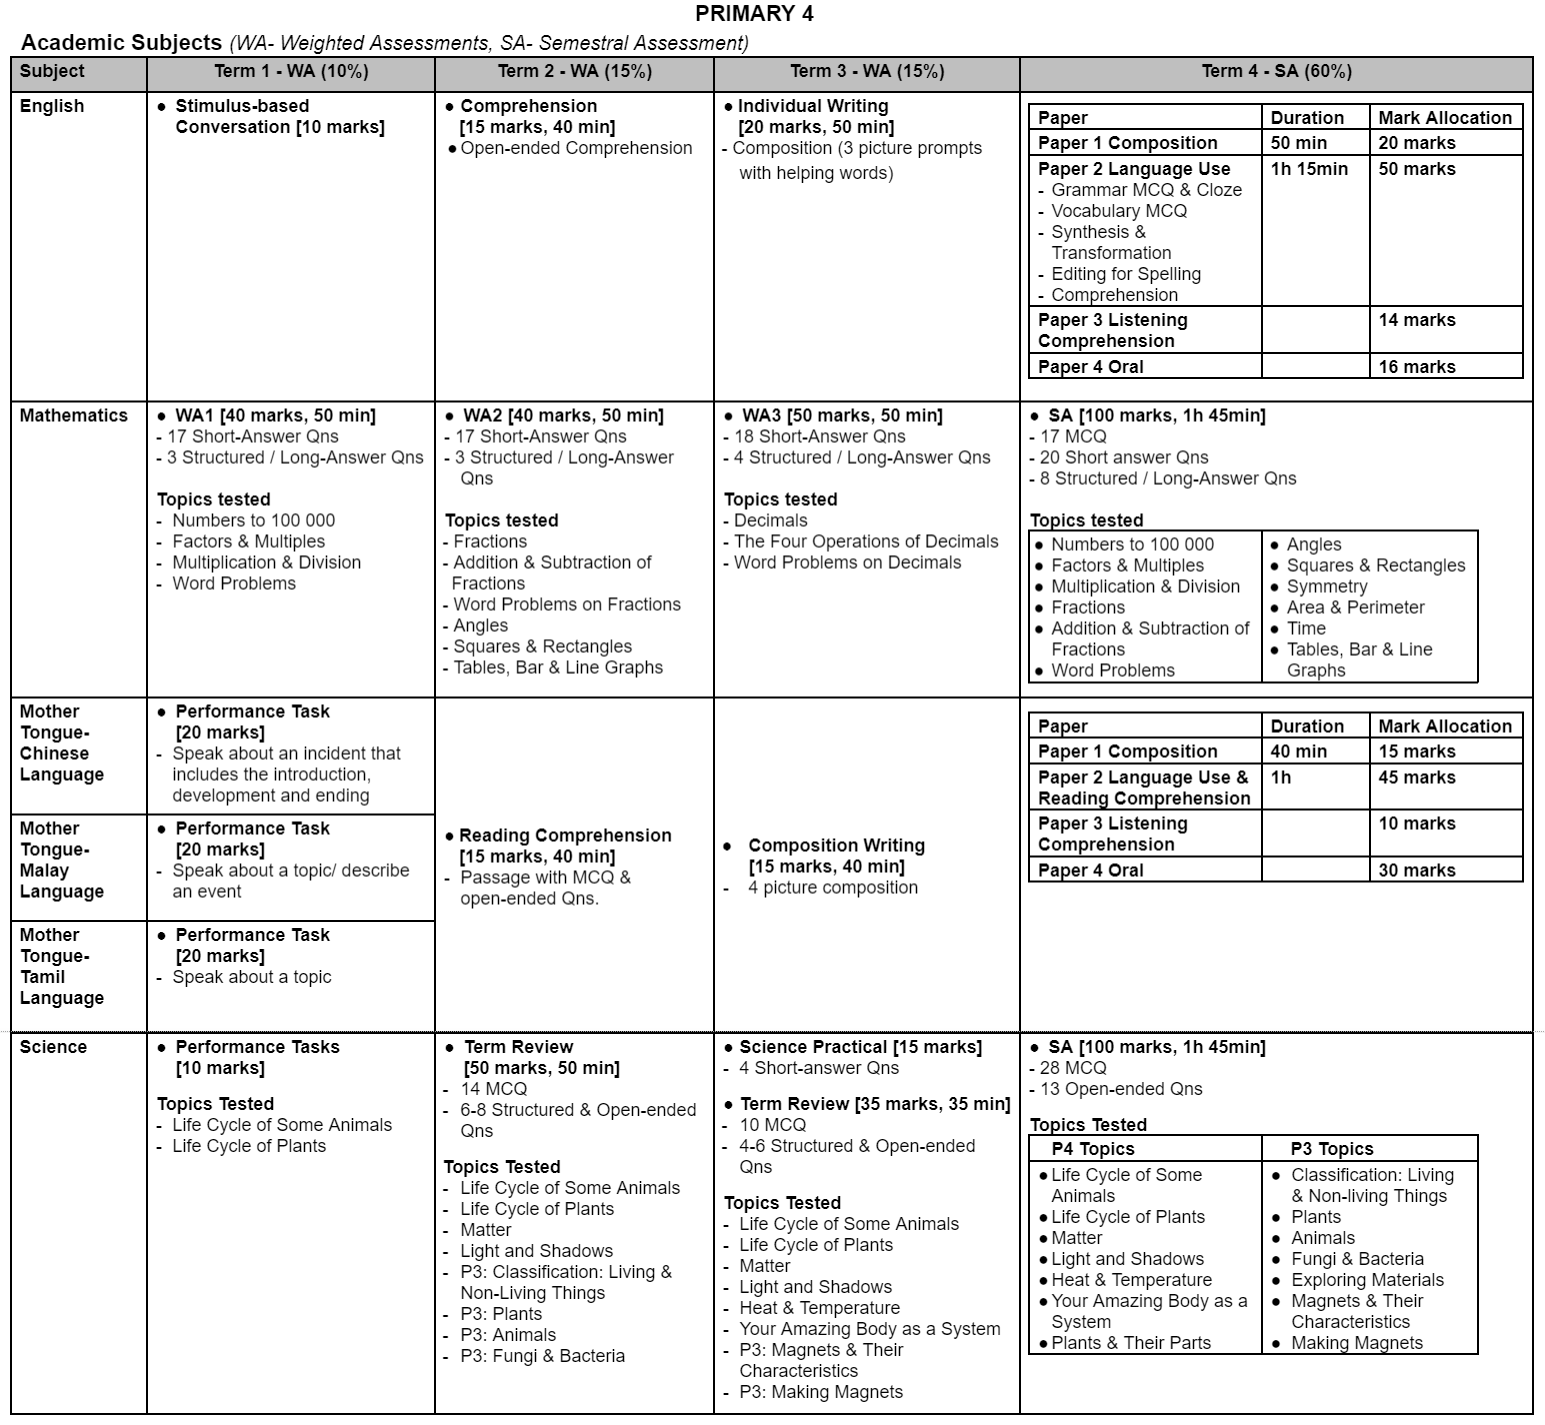 PRIMARY 4
Academic Subjects (WA- Weighted Assessments, SA- Semestral Assessment)
Subject
Term 1 - WA (10%)
Term 2 - WA (15%)
Term 3 - WA (15%)
Term 4 - SA (60%)
English
● Stimulus-based
Conversation [10 marks]
● Comprehension
[15 marks, 40 min]
● Open-ended Comprehension
● Individual Writing
[20 marks, 50 min]
- Composition (3 picture prompts
with helping words)
Paper Duration Mark Allocation
Paper 1 Composition 50 min 20 marks
Paper 2 Language Use 1h 15min 50 marks
- Grammar MCQ & Cloze
- Vocabulary MCQ
- Synthesis &
Transformation
- Editing for Spelling
- Comprehension
Paper 3 Listening 14 marks
Comprehension
Paper 4 Oral 16 marks
Mathematics
● WA1 [40 marks, 50 min]
- 17 Short-Answer Qns
- 3 Structured / Long-Answer Qns
Topics tested
- Numbers to 100 000
- Factors & Multiples
- Multiplication & Division
- Word Problems
● WA2 [40 marks, 50 min]
- 17 Short-Answer Qns
- 3 Structured / Long-Answer
Qns
Topics tested
- Fractions
- Addition & Subtraction of
Fractions
- Word Problems on Fractions
- Angles
- Squares & Rectangles
- Tables, Bar & Line Graphs
● WA3 [50 marks, 50 min]
- 18 Short-Answer Qns
- 4 Structured / Long-Answer Qns
Topics tested
- Decimals
- The Four Operations of Decimals
- Word Problems on Decimals
● SA [100 marks, 1h 45min]
- 17 MCQ
- 20 Short answer Qns
- 8 Structured / Long-Answer Qns
Topics tested
● Numbers to 100 000
● Factors & Multiples
● Multiplication & Division
● Fractions
● Addition & Subtraction of
Fractions
● Word Problems
● Angles
● Squares & Rectangles
● Symmetry
● Area & Perimeter
● Time
● Tables, Bar & Line
Graphs
Mother
Tongue-
Chinese
Language
● Performance Task
[20 marks]
- Speak about an incident that
includes the introduction,
development and ending
Mother
Tongue-
Malay
Language
● Performance Task
[20 marks]
- Speak about a topic/ describe
an event
Mother
Tongue-
Tamil
Language
● Performance Task
[20 marks]
- Speak about a topic
● Reading Comprehension
[15 marks, 40 min]
- Passage with MCQ &
open-ended Qns.
● Composition Writing
[15 marks, 40 min]
- 4 picture composition
Paper Duration Mark Allocation
Paper 1 Composition 40 min 15 marks
Paper 2 Language Use & 1h 45 marks
Reading Comprehension
Paper 3 Listening 10 marks
Comprehension
Paper 4 Oral 30 marks
Science
● Performance Tasks
[10 marks]
Topics Tested
- Life Cycle of Some Animals
- Life Cycle of Plants
● Term Review
[50 marks, 50 min]
- 14 MCQ
- 6-8 Structured & Open-ended
Qns
Topics Tested
- Life Cycle of Some Animals
- Life Cycle of Plants
- Matter
- Light and Shadows
- P3: Classification: Living &
Non-Living Things
- P3: Plants
- P3: Animals
- P3: Fungi & Bacteria
● Science Practical [15 marks]
- 4 Short-answer Qns
● Term Review [35 marks, 35 min]
- 10 MCQ
- 4-6 Structured & Open-ended
Qns
Topics Tested
- Life Cycle of Some Animals
- Life Cycle of Plants
- Matter
- Light and Shadows
- Heat & Temperature
- Your Amazing Body as a System
- P3: Magnets & Their
Characteristics
- P3: Making Magnets
● SA [100 marks, 1h 45min]
- 28 MCQ
- 13 Open-ended Qns
Topics Tested
P4 Topics
● Life Cycle of Some
Animals
● Life Cycle of Plants
● Matter
● Light and Shadows
● Heat & Temperature
● Your Amazing Body as a
System
● Plants & Their Parts
P3 Topics
● Classification: Living
& Non-living Things
● Plants
● Animals
● Fungi & Bacteria
● Exploring Materials
● Magnets & Their
Characteristics
● Making Magnets